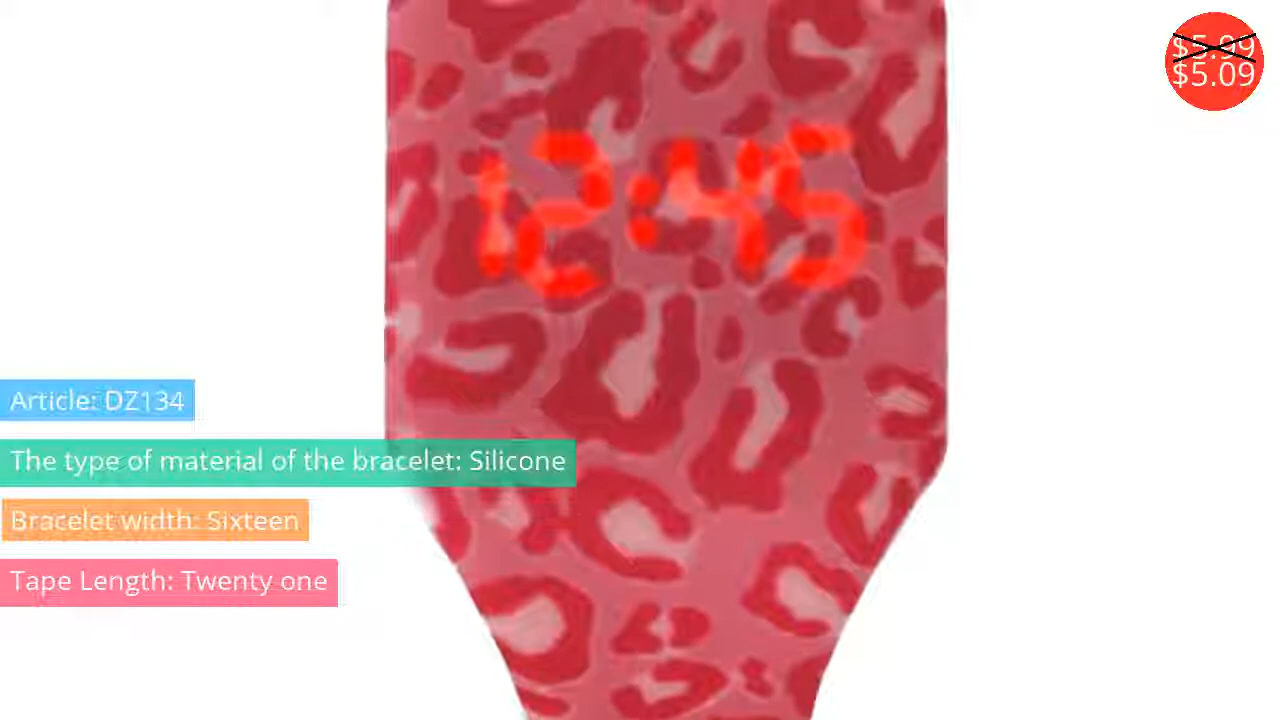 $5.99
$5.09
12:45
Article: DZ134
The type of material of the bracelet: Silicone
Bracelet width: Sixteen
Tape Length: Twenty one